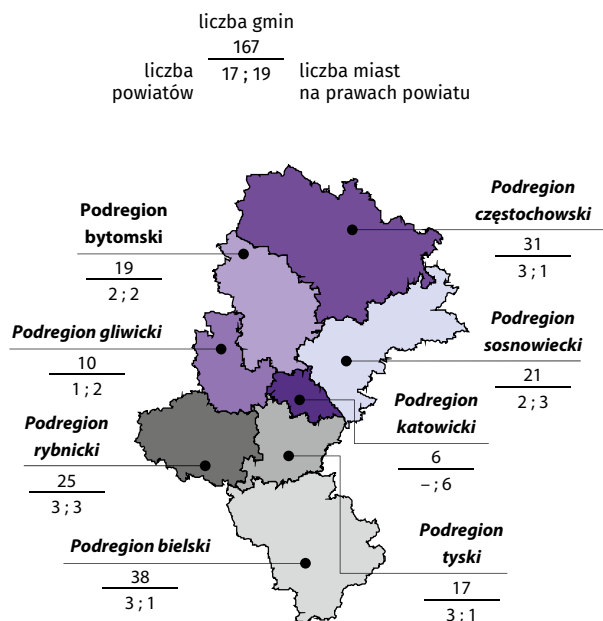 liczba gmin
167
17 ; 19
liczba
powiatów
liczba miast
na prawach powiatu
Podregion
częstochowski
31
3 ; 1
Podregion
bytomski
19
2 ; 2
Podregion gliwicki
10
1 ; 2
Podregion
sosnowiecki
21
2 ; 3
Podregion
katowicki
6
– ; 6
Podregion
rybnicki
25
3 ; 3
Podregion bielski
38
3 ; 1
Podregion
tyski
17
3 : 1